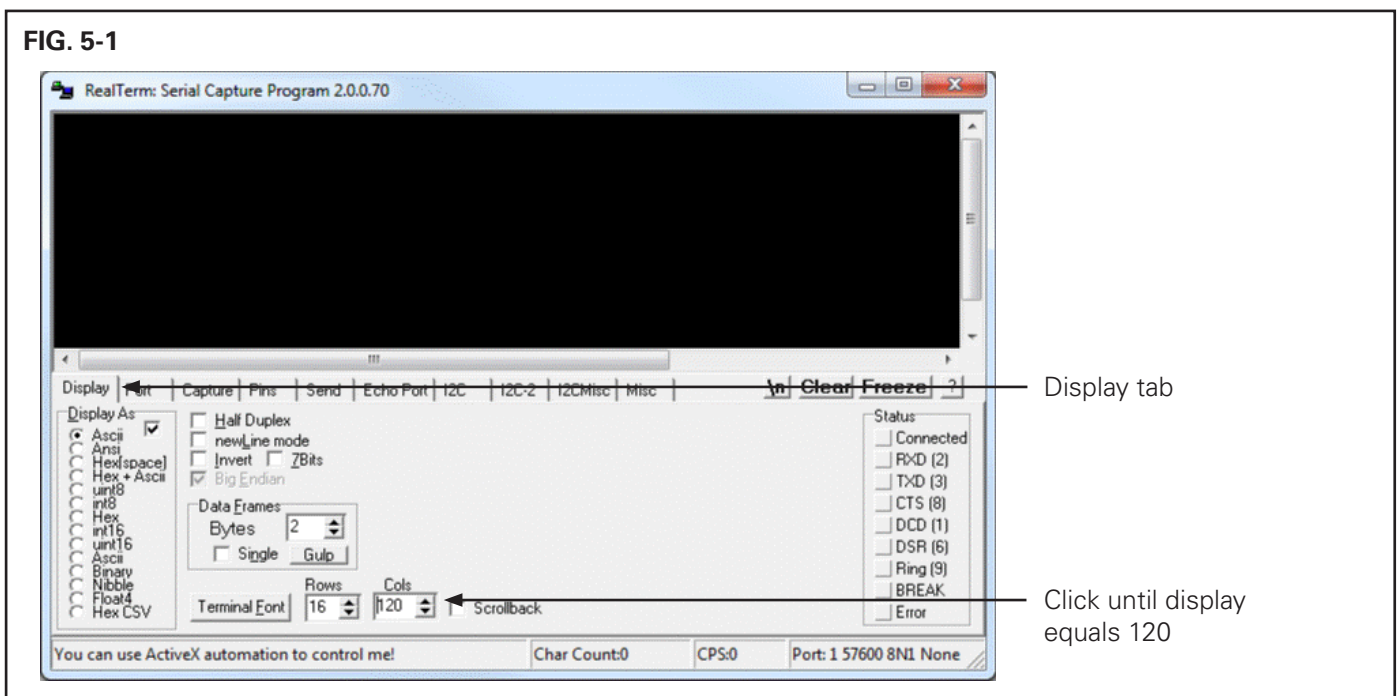 FIG. 5-1
RealTerm: Serial Capture Program 2.0.0.70
Display Port Capture Pins Send Echo Port I2C I2C-2 I2CMisc Misc \n Clear Freeze ?
Display tab
Display As
Ascii
Ansi
Hex[space]
Hex + Ascii
uint8
int8
Hex
int16
uint16
Ascii
Binary
Nibble
Float4
Hex CSV
Half Duplex
newLine mode
Invert 7Bits
Big Endian
Data Frames
Bytes 2
Single Gulp
Rows Cols
Terminal Font 16 120 Scrollback
Status
Connected
RXD (2)
TXD (3)
CTS (8)
DCD (1)
DSR (6)
Ring (9)
BREAK
Error
Click until display
equals 120
You can use ActiveX automation to control me! Char Count:0 CPS:0 Port: 1 57600 8N1 None